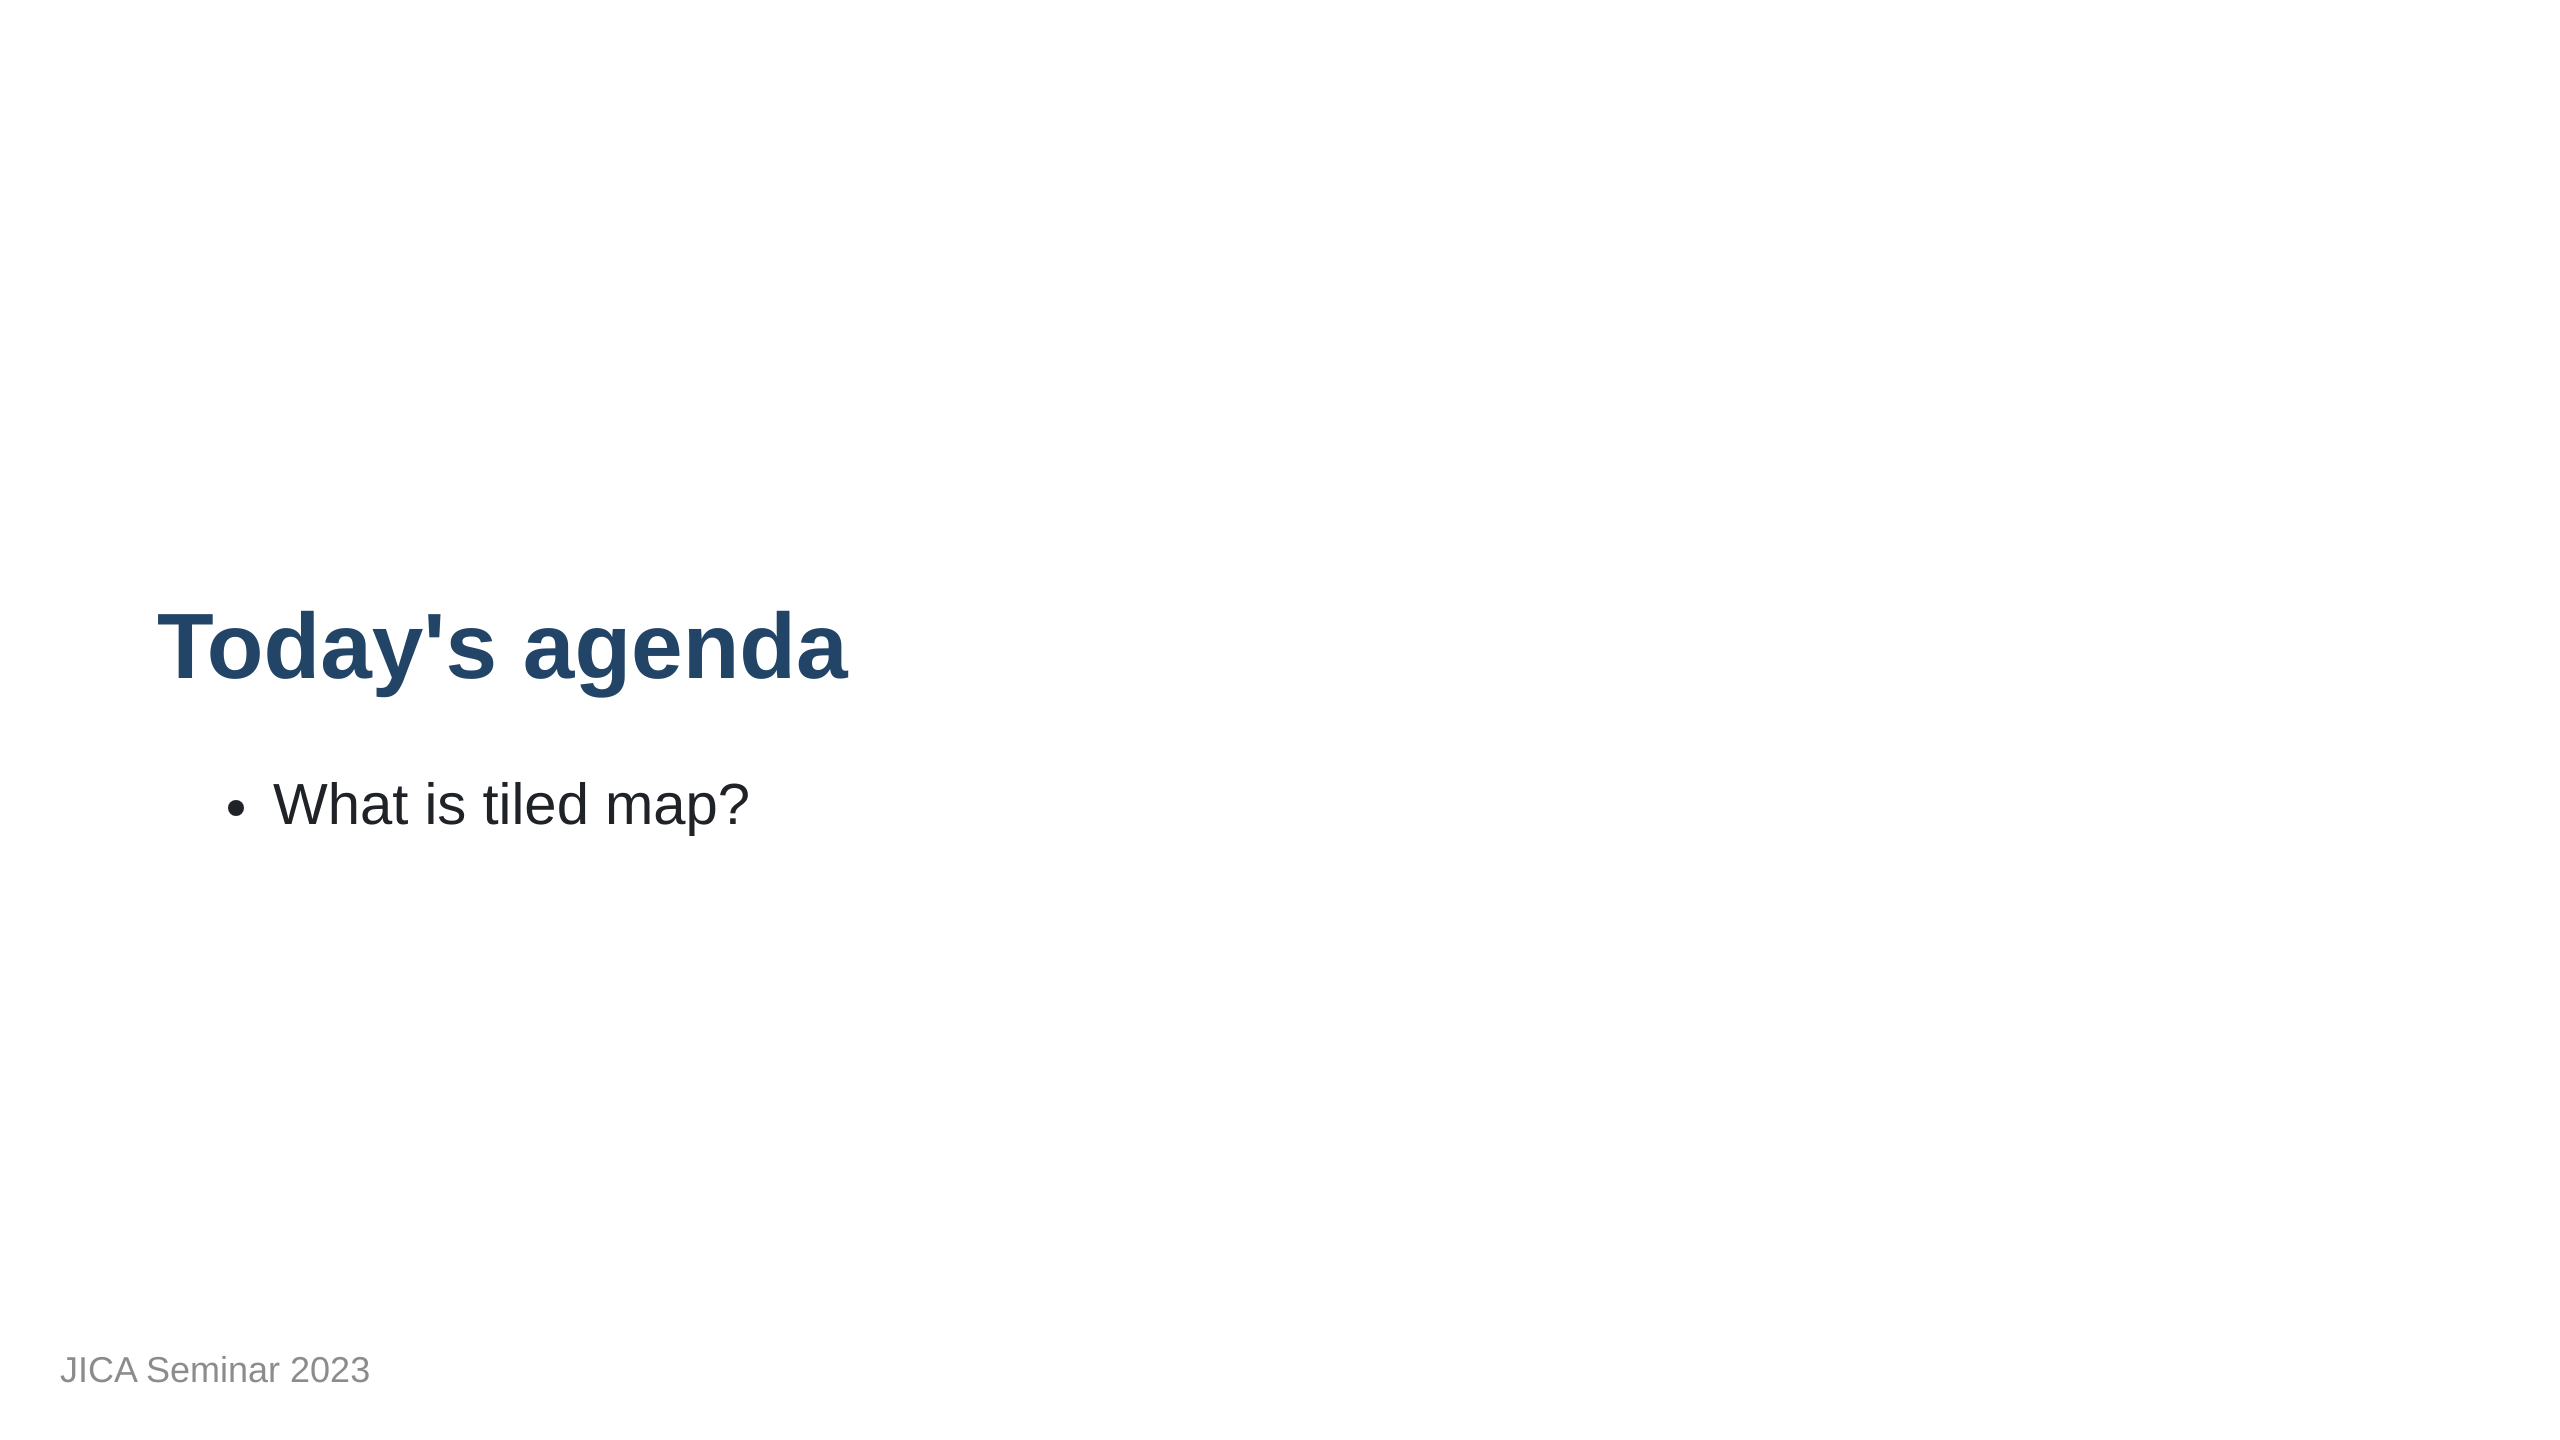 Today's agenda
• What is tiled map?
JICA Seminar 2023